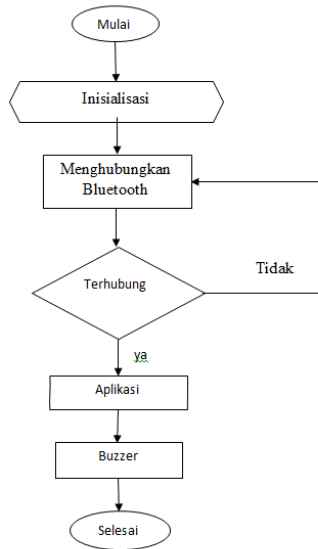 Mulai
Inisialisasi
Menghubungkan
Bluetooth
Terhubung
Tidak
ya
Aplikasi
Buzzer
Selesai